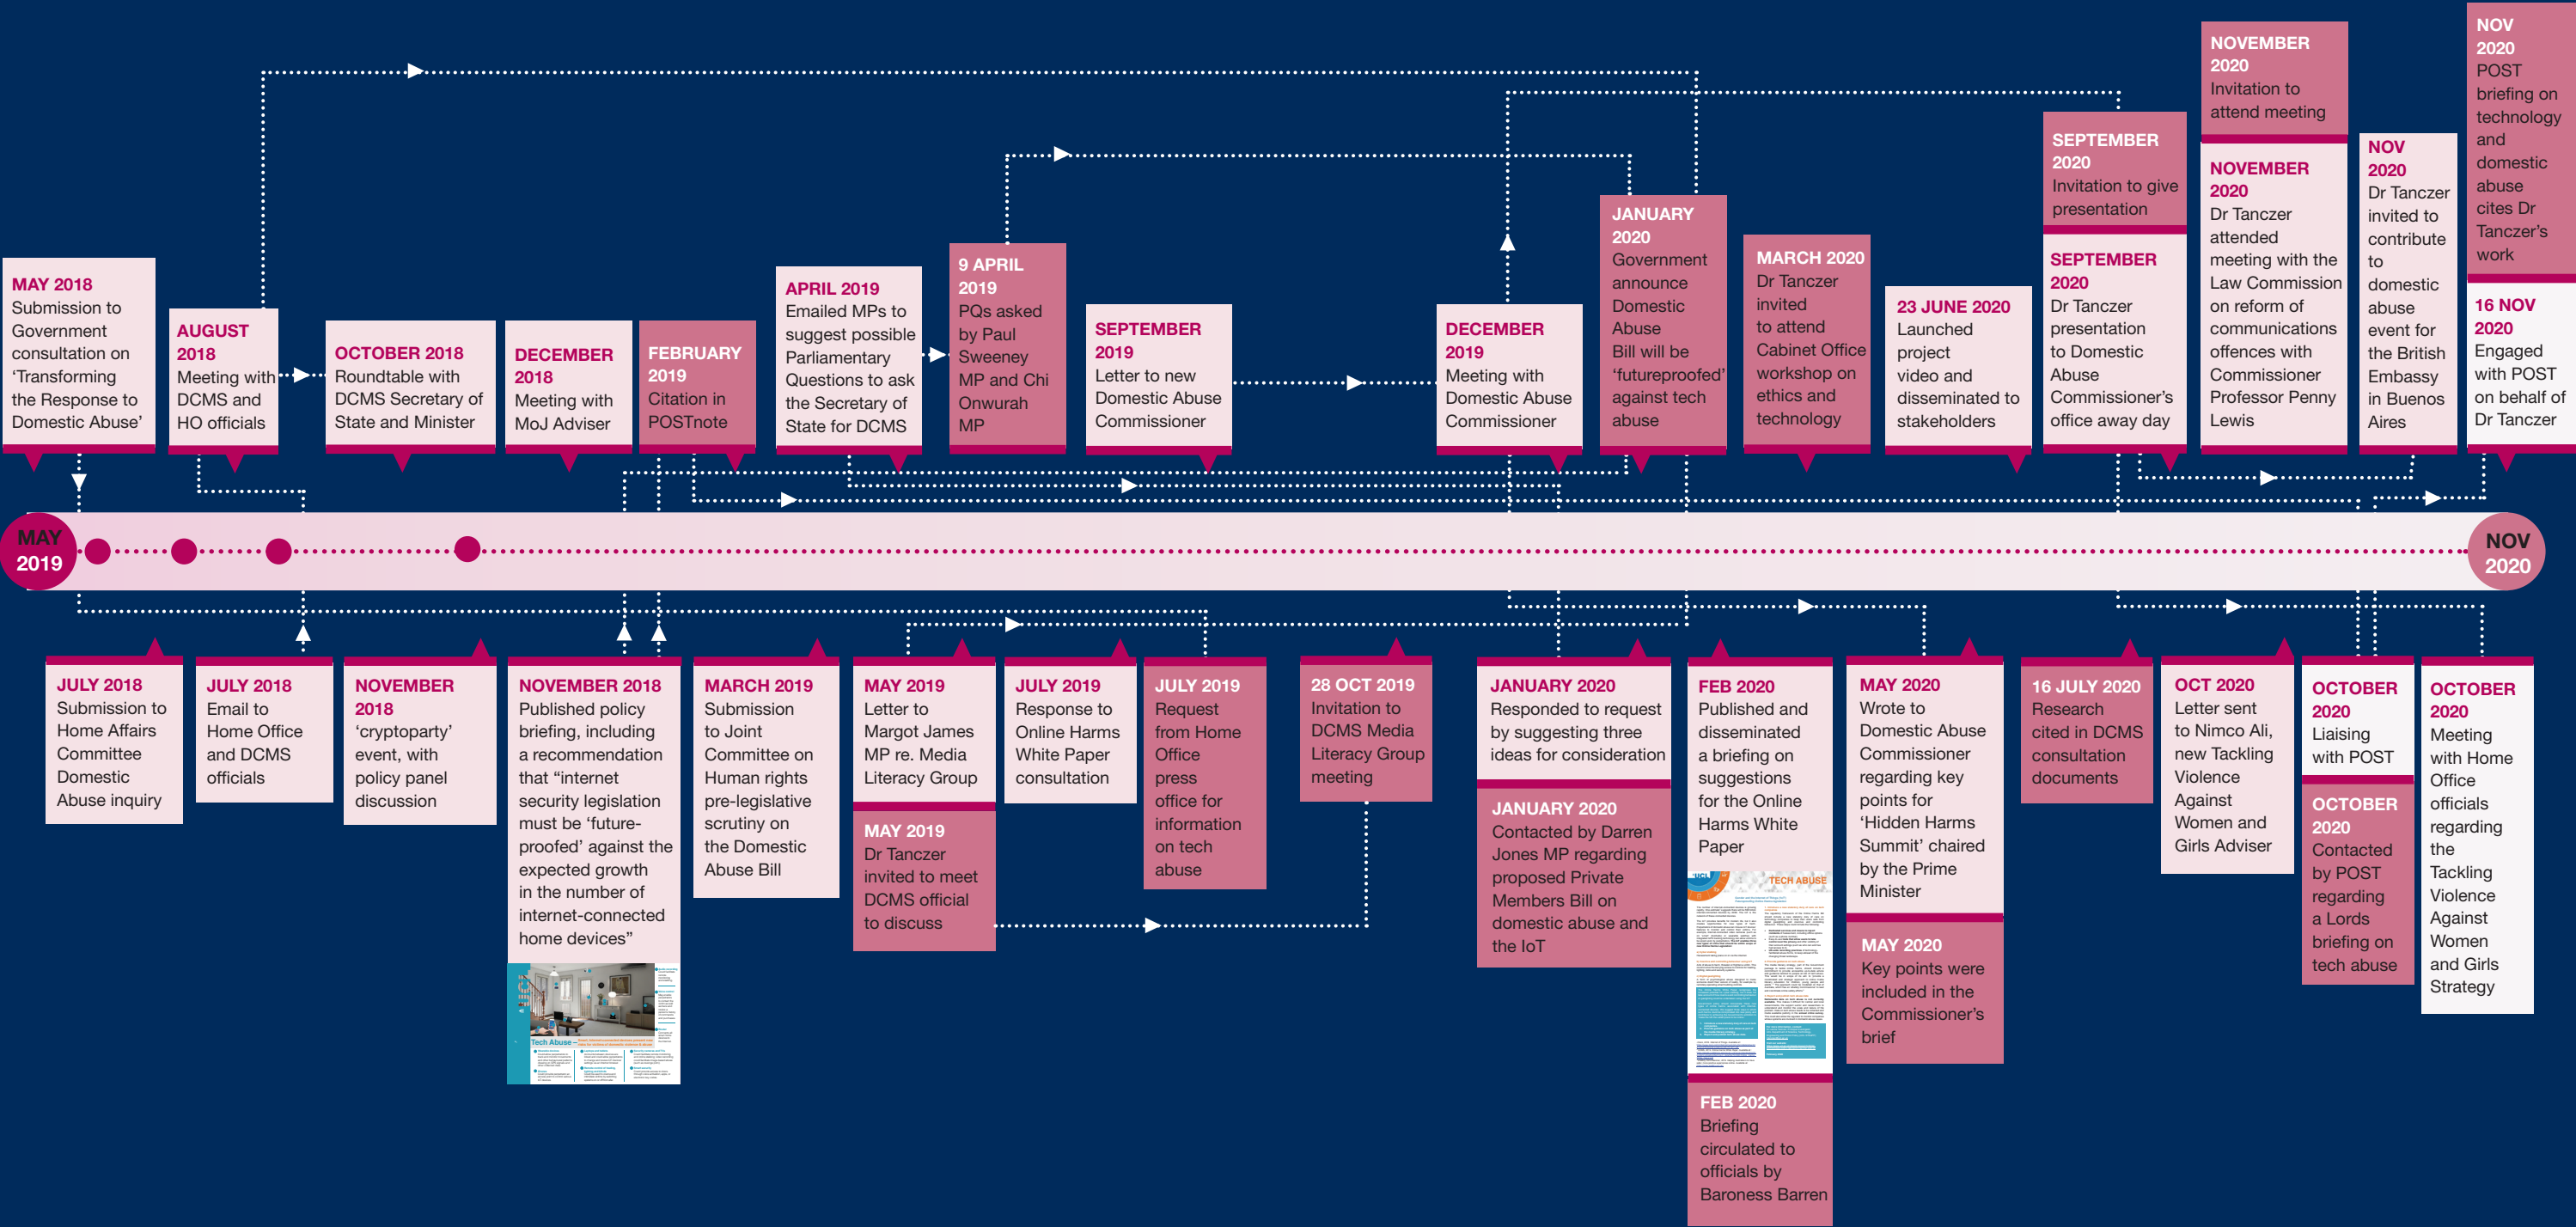 MAY 2018
Submission to
Government
consultation on
‘Transforming
the Response to
Domestic Abuse’
AUGUST
2018
Meeting with
DCMS and
HO officials
OCTOBER 2018
Roundtable with
DCMS Secretary of
State and Minister
DECEMBER
2018
Meeting with
MoJ Adviser
FEBRUARY
2019
Citation in
POSTnote
APRIL 2019
Emailed MPs to
suggest possible
Parliamentary
Questions to ask
the Secretary of
State for DCMS
9 APRIL
2019
PQs asked
by Paul
Sweeney
MP and Chi
Onwurah
MP
SEPTEMBER
2019
Letter to new
Domestic Abuse
Commissioner
DECEMBER
2019
Meeting with
Domestic Abuse
Commissioner
JANUARY
2020
Government
announce
Domestic
Abuse
Bill will be
‘futureproofed’
against tech
abuse
MARCH 2020
Dr Tanczer
invited
to attend
Cabinet Office
workshop on
ethics and
technology
23 JUNE 2020
Launched
project
video and
disseminated to
stakeholders
SEPTEMBER
2020
Invitation to give
presentation
SEPTEMBER
2020
Dr Tanczer
presentation
to Domestic
Abuse
Commissioner’s
office away day
NOVEMBER
2020
Invitation to
attend meeting
NOVEMBER
2020
Dr Tanczer
attended
meeting with the
Law Commission
on reform of
communications
offences with
Commissioner
Professor Penny
Lewis
NOV
2020
Dr Tanczer
invited to
contribute
to
domestic
abuse
event for
the British
Embassy
in Buenos
Aires
NOV
2020
POST
briefing on
technology
and
domestic
abuse
cites Dr
Tanczer’s
work
16 NOV
2020
Engaged
with POST
on behalf of
Dr Tanczer
MAY
2019
NOV
2020
JULY 2018
Submission to
Home Affairs
Committee
Domestic
Abuse inquiry
JULY 2018
Email to
Home Office
and DCMS
officials
NOVEMBER
2018
‘cryptoparty’
event, with
policy panel
discussion
NOVEMBER 2018
Published policy
briefing, including
a recommendation
that “internet
security legislation
must be ‘future-
proofed’ against the
expected growth
in the number of
internet-connected
home devices”
Tech Abuse –
MARCH 2019
Submission
to Joint
Committee on
Human rights
pre-legislative
scrutiny on
the Domestic
Abuse Bill
MAY 2019
Letter to
Margot James
MP re. Media
Literacy Group
MAY 2019
Dr Tanczer
invited to meet
DCMS official
to discuss
JULY 2019
Response to
Online Harms
White Paper
consultation
JULY 2019
Request
from Home
Office
press
office for
information
on tech
abuse
28 OCT 2019
Invitation to
DCMS Media
Literacy Group
meeting
JANUARY 2020
Responded to request
by suggesting three
ideas for consideration
JANUARY 2020
Contacted by Darren
Jones MP regarding
proposed Private
Members Bill on
domestic abuse and
the IoT
FEB 2020
Published and
disseminated
a briefing on
suggestions
for the Online
Harms White
Paper
UCL
TECH ABUSE
FEB 2020
Briefing
circulated to
officials by
Baroness Barren
MAY 2020
Wrote to
Domestic Abuse
Commissioner
regarding key
points for
‘Hidden Harms
Summit’ chaired
by the Prime
Minister
MAY 2020
Key points were
included in the
Commissioner’s
brief
16 JULY 2020
Research
cited in DCMS
consultation
documents
OCT 2020
Letter sent
to Nimco Ali,
new Tackling
Violence
Against
Women and
Girls Adviser
OCTOBER
2020
Liaising
with POST
OCTOBER
2020
Contacted
by POST
regarding
a Lords
briefing on
tech abuse
OCTOBER
2020
Meeting
with Home
Office
officials
regarding
the
Tackling
Violence
Against
Women
and Girls
Strategy